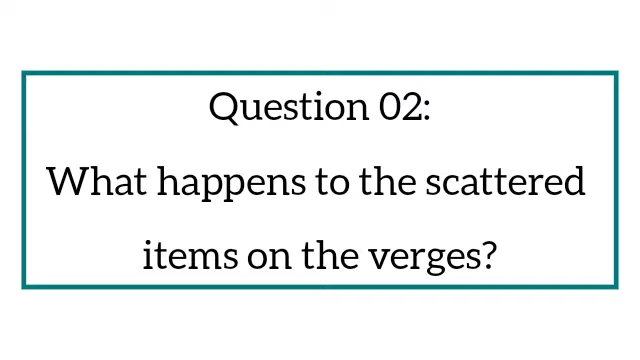 Question 02:
What happens to the scattered
items on the verges?